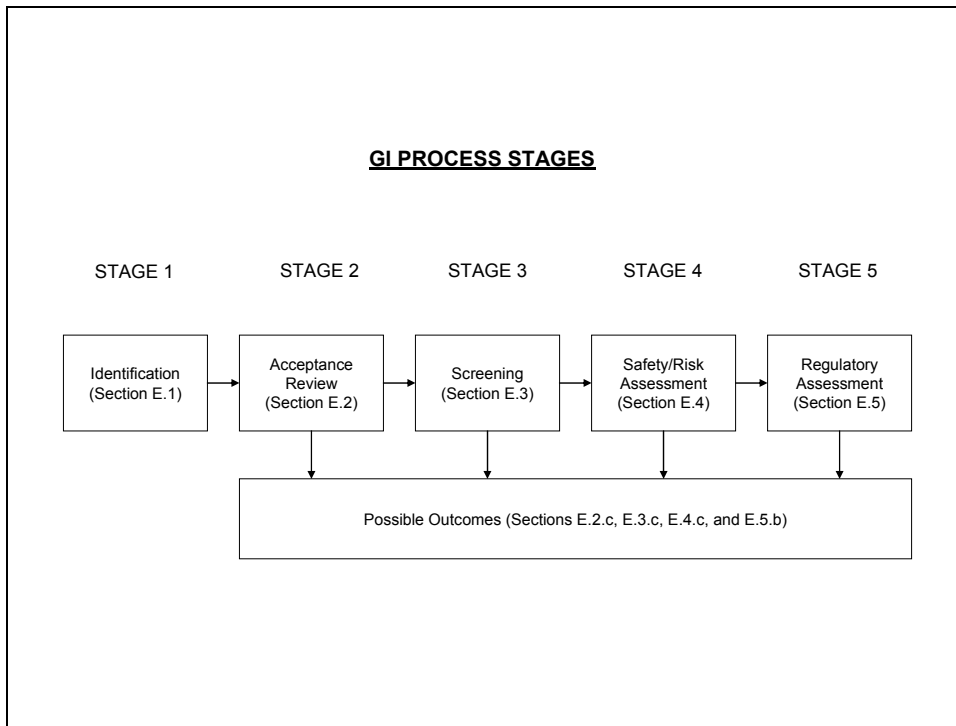 GI PROCESS STAGES
STAGE 1
STAGE 2
STAGE 3
STAGE 4
STAGE 5
Identification
(Section E.1)
Acceptance
Review
(Section E.2)
Screening
(Section E.3)
Safety/Risk
Assessment
(Section E.4)
Regulatory
Assessment
(Section E.5)
Possible Outcomes (Sections E.2.c, E.3.c, E.4.c, and E.5.b)